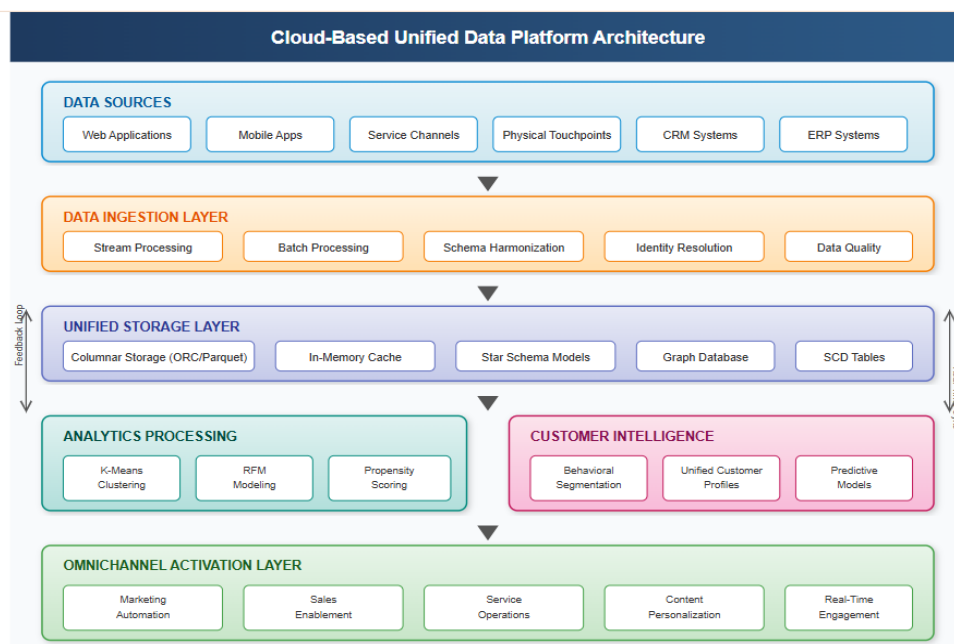 Cloud-Based Unified Data Platform Architecture
DATA SOURCES
Web Applications
Mobile Apps
Service Channels
Physical Touchpoints
CRM Systems
ERP Systems
DATA INGESTION LAYER
Stream Processing
Batch Processing
Schema Harmonization
Identity Resolution
Data Quality
Feedback Loop
UNIFIED STORAGE LAYER
Columnar Storage (ORC/Parquet)
In-Memory Cache
Star Schema Models
Graph Database
SCD Tables
ANALYTICS PROCESSING
K-Means
Clustering
RFM
Modeling
Propensity
Scoring
CUSTOMER INTELLIGENCE
Behavioral
Segmentation
Unified Customer
Profiles
Predictive
Models
OMNICHANNEL ACTIVATION LAYER
Marketing
Automation
Sales
Enablement
Service
Operations
Content
Personalization
Real-Time
Engagement